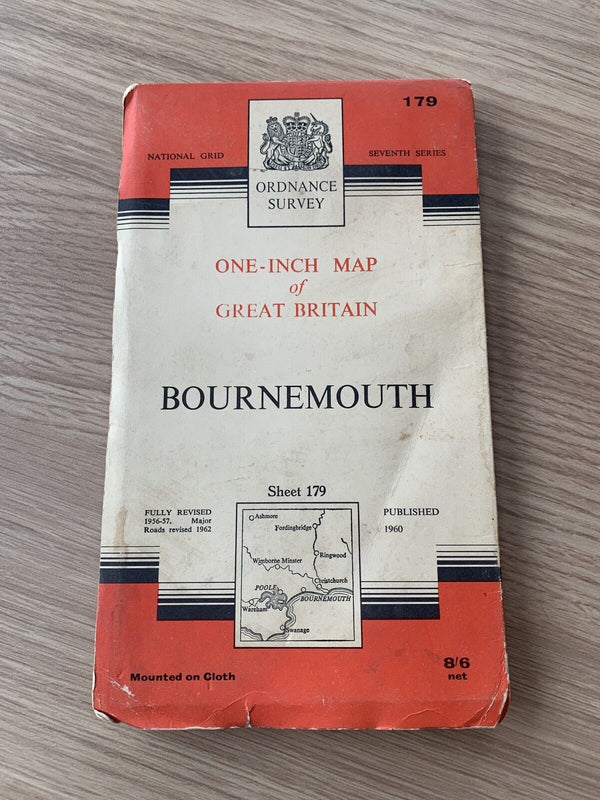 179
NATIONAL GRID
SEVENTH SERIES
ORDNANCE
SURVEY
ONE-INCH MAP
of
GREAT BRITAIN
BOURNEMOUTH
Sheet 179
FULLY REVISED
1956-57, Major
Roads revised 1962
PUBLISHED
1960
Ashmore
Fordingbridge
Ringwood
Wimborne Minster
Christchurch
POOLE
BOURNEMOUTH
Wareham
Swanage
Mounted on Cloth
8/6
net